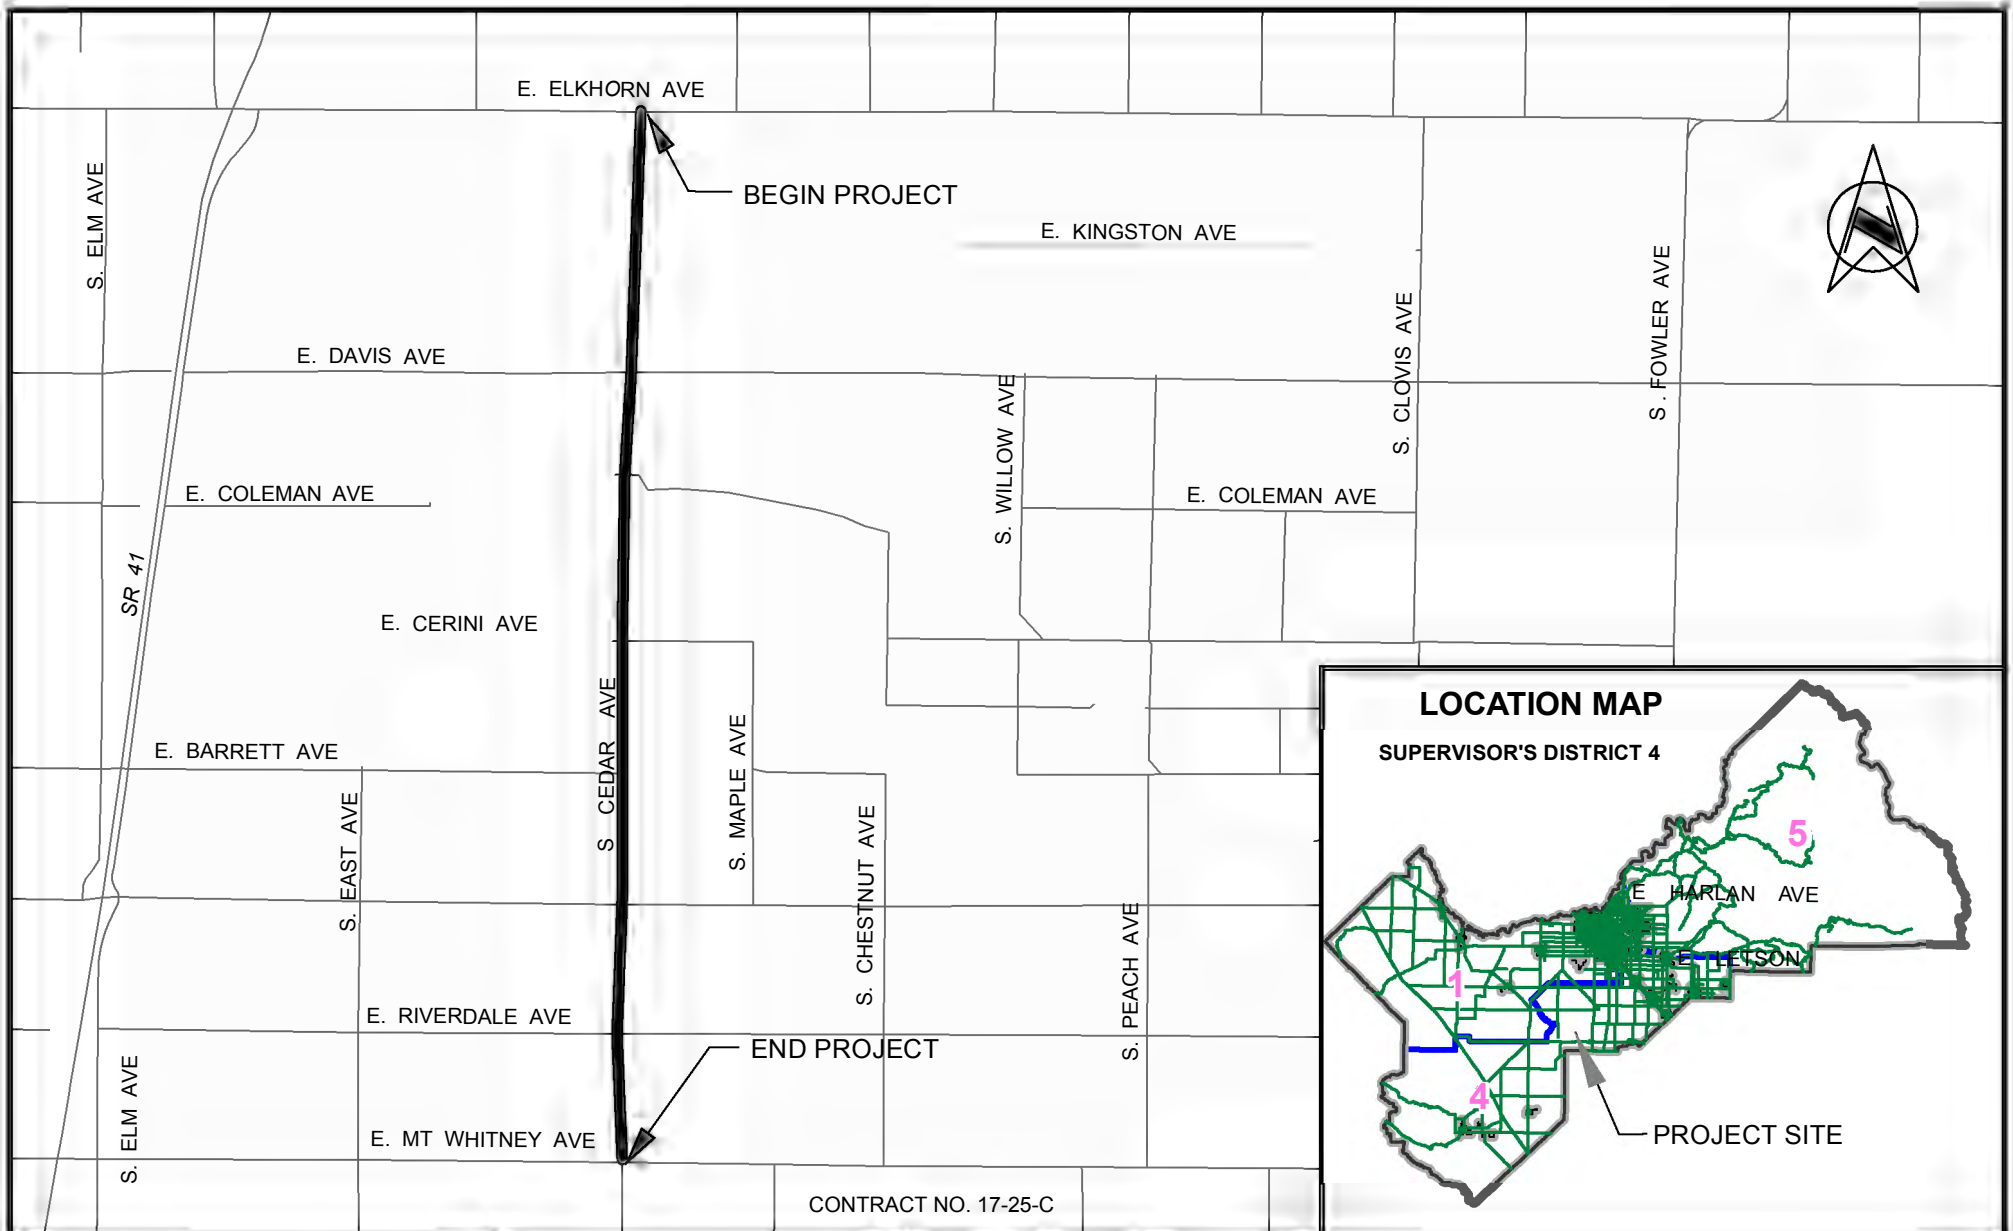 E. ELKHORN AVE
S. ELM AVE
BEGIN PROJECT
E. KINGSTON AVE
S. FOWLER AVE
N
E. DAVIS AVE
S. CLOVIS AVE
S. WILLOW AVE
E. COLEMAN AVE
E. COLEMAN AVE
SR 41
E. CERINI AVE
S CEDAR AVE
E. BARRETT AVE
S. MAPLE AVE
S. EAST AVE
S. CHESTNUT AVE
S. PEACH AVE
E. RIVERDALE AVE
END PROJECT
S. ELM AVE
E. MT WHITNEY AVE
CONTRACT NO. 17-25-C
LOCATION MAP
SUPERVISOR'S DISTRICT 4
5
E HARLAN AVE
E LETSON
1
4
PROJECT SITE